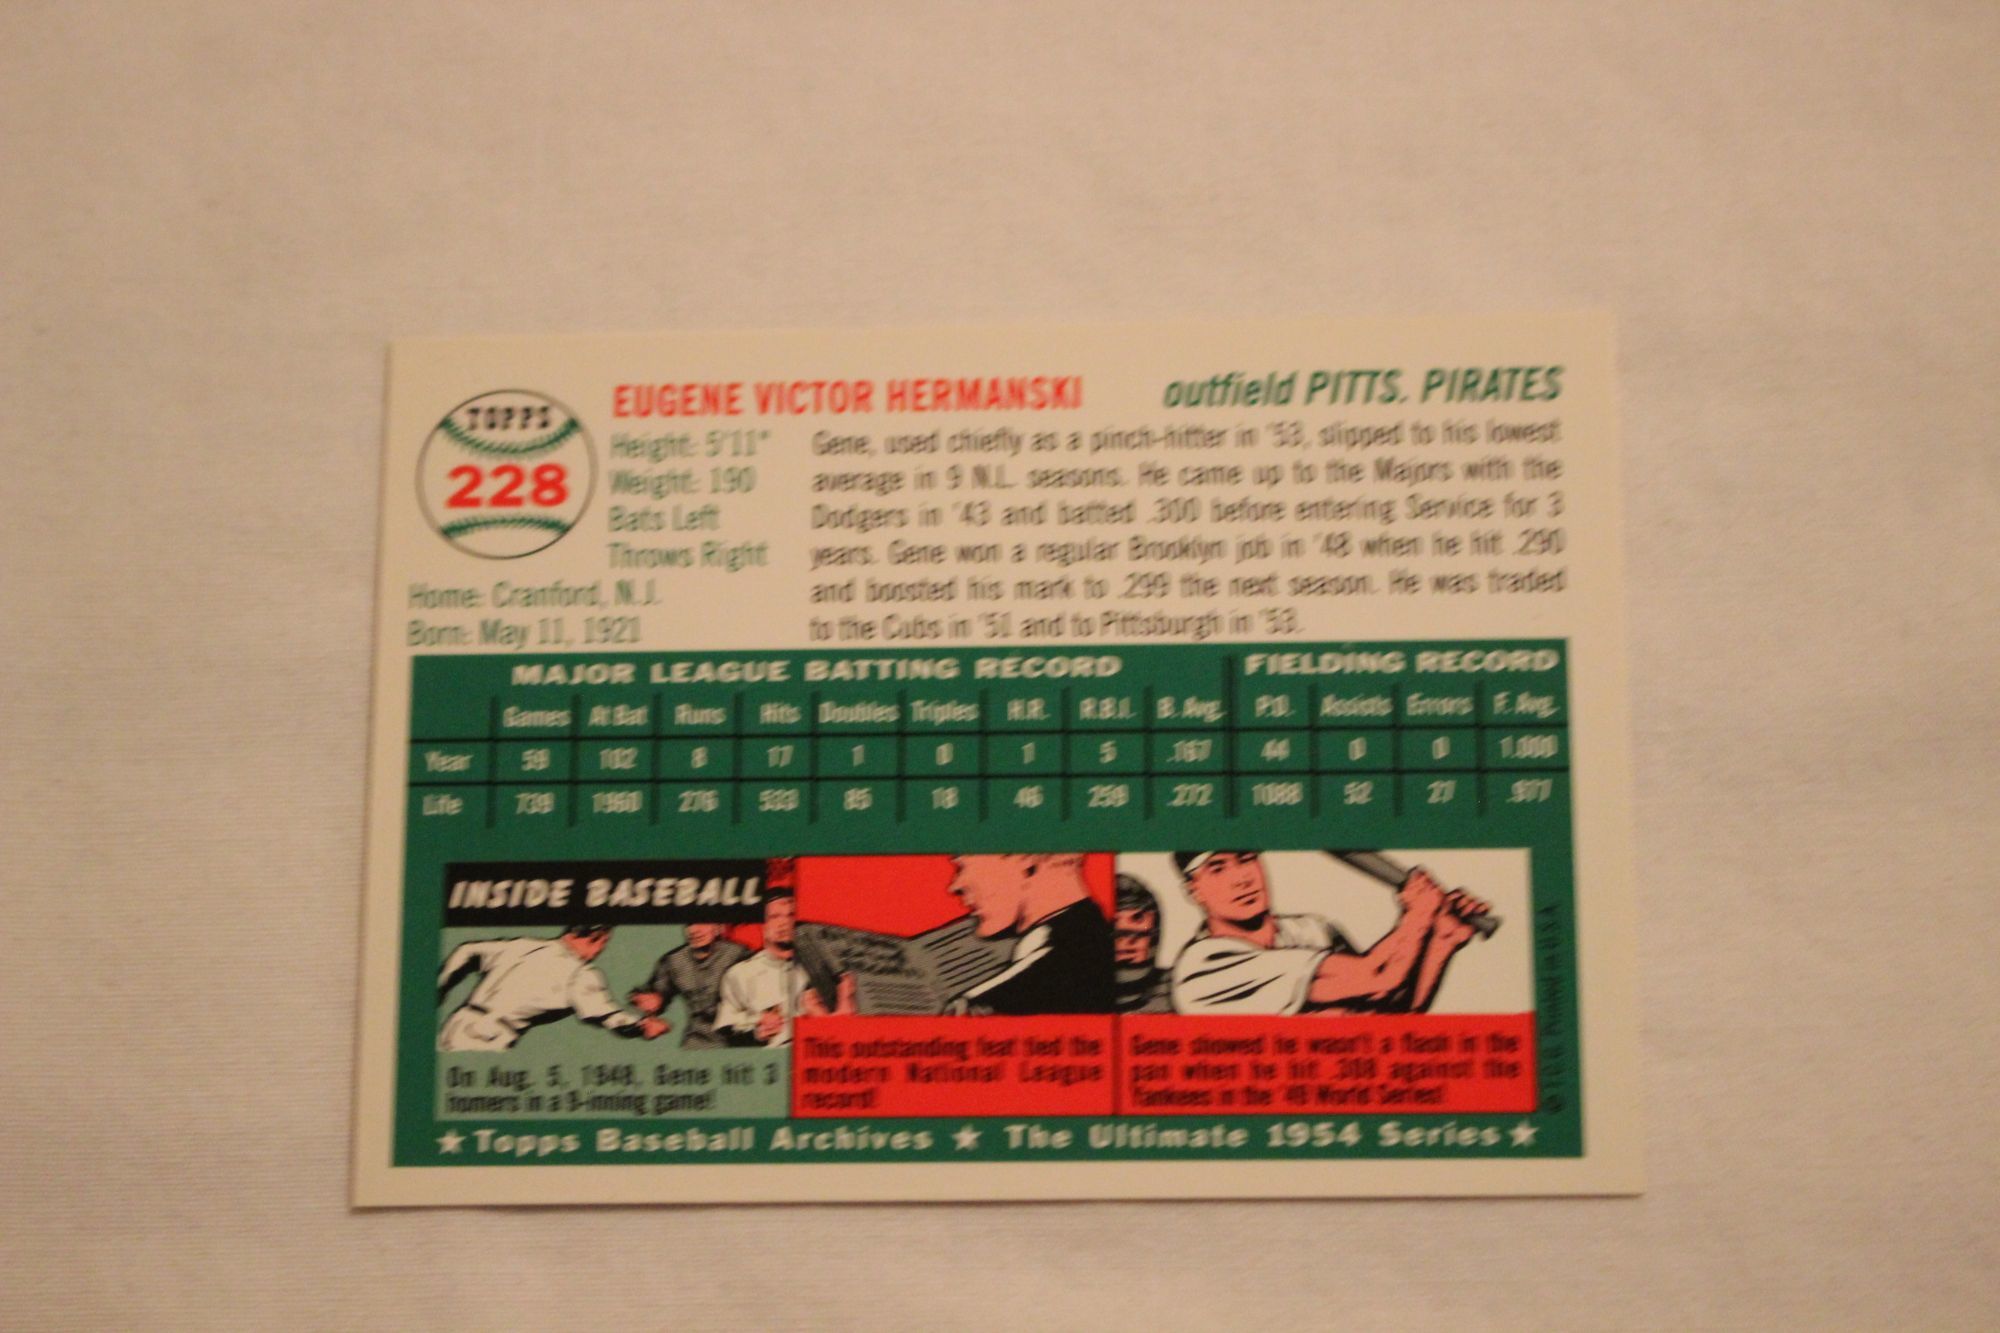 TOPPS
228
EUGENE VICTOR HERMANSKI
outfield PITTS. PIRATES
Height: 5'11"
Weight: 190
Bats Left
Throws Right
Home: Cranford, N.J.
Born: May 11, 1921
Gene, used chiefly as a pinch-hitter in '53, slipped to his lowest
average in 9 N.L. seasons. He came up to the Majors with the
Dodgers in '43 and batted .300 before entering Service for 3
years. Gene won a regular Brooklyn job in '48 when he hit .290
and boosted his mark to .299 the next season. He was traded
to the Cubs in '51 and to Pittsburgh in '53.
MAJOR LEAGUE BATTING RECORD FIELDING RECORD
Games At Bat Runs Hits Doubles Triples H.R. R.B.I. B. Avg. P.O. Assists Errors F. Avg.
Year 59 102 8 17 1 0 1 5 .167 44 0 0 1.000
Life 739 1960 276 533 85 18 46 259 .272 1088 52 27 .977
INSIDE BASEBALL
On Aug. 5, 1948, Gene hit 3
homers in a 9-inning game!
This outstanding feat tied the
modern National League
record!
Gene showed he wasn't a flash in the
pan when he hit .308 against the
Yankees in the '49 World Series!
★ Topps Baseball Archives ★ The Ultimate 1954 Series ★
Printed in U.S.A.